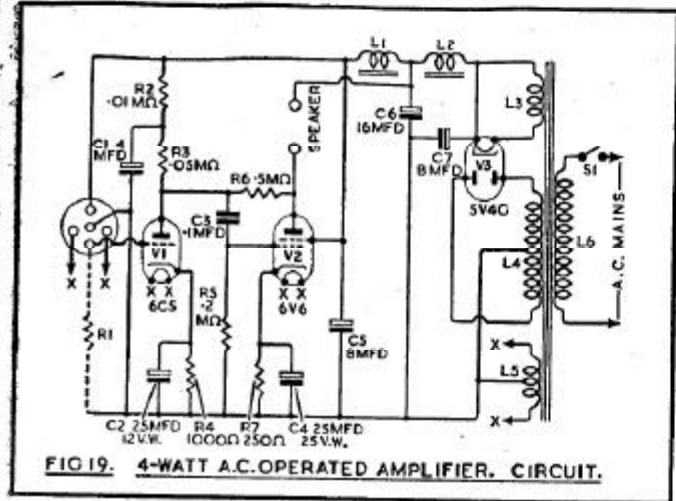 L1
L2
R2
·01MΩ
C1 4
MFD
R3
·05MΩ
SPEAKER
C6
16MFD
C7
8MFD
L3
V3
5V4G
S1
A.C. MAINS
L6
L4
R6 ·5MΩ
C3
·1MFD
V1
V2
X X
X X
X X
6C5
6V6
R5
·2
MΩ
R1
C5
8MFD
X
L5
X
C2 25MFD
12V.W.
R4
1000Ω
R7
250Ω
C4 25MFD
25V.W.
FIG 19. 4-WATT A.C. OPERATED AMPLIFIER. CIRCUIT.